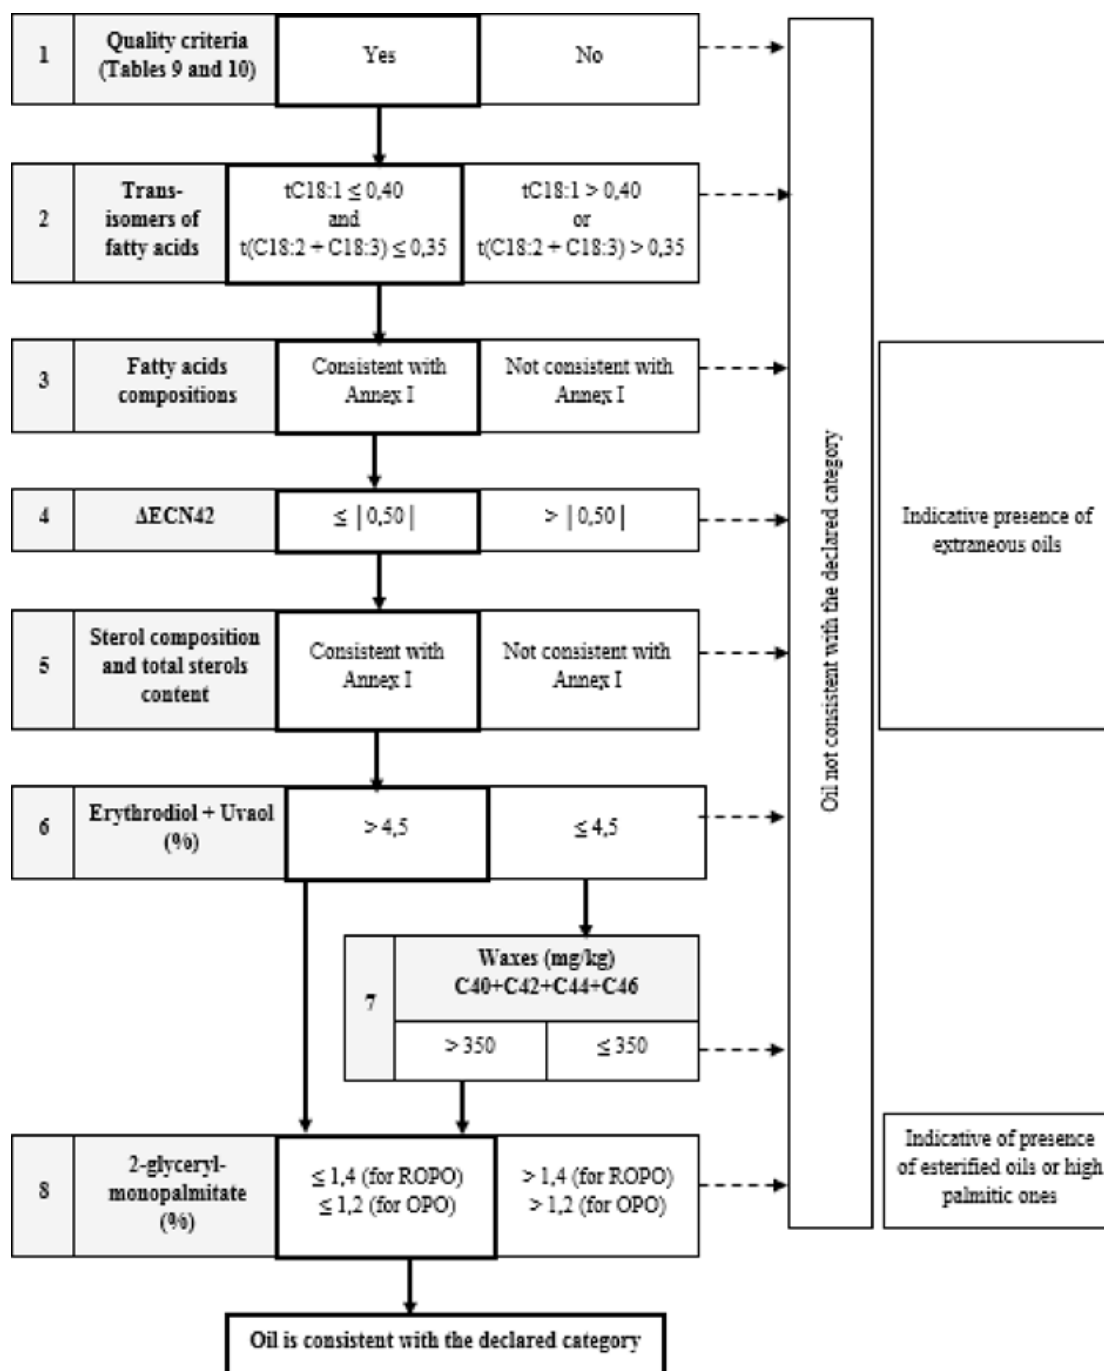 1
Quality criteria
(Tables 9 and 10)
Yes
No
2
Trans-
isomers of
fatty acids
tC18:1 ≤ 0,40
and
t(C18:2 + C18:3) ≤ 0,35
tC18:1 > 0,40
or
t(C18:2 + C18:3) > 0,35
3
Fatty acids
compositions
Consistent with
Annex I
Not consistent with
Annex I
4
ΔECN42
≤ | 0,50 |
> | 0,50 |
5
Sterol composition
and total sterols
content
Consistent with
Annex I
Not consistent with
Annex I
6
Erythrodiol + Uvaol
(%)
> 4,5
≤ 4,5
7
Waxes (mg/kg)
C40+C42+C44+C46
> 350
≤ 350
8
2-glyceryl-
monopalmitate
(%)
≤ 1,4 (for ROPO)
≤ 1,2 (for OPO)
> 1,4 (for ROPO)
> 1,2 (for OPO)
Oil is consistent with the declared category
Oil not consistent with the declared category
Indicative presence of
extraneous oils
Indicative of presence
of esterified oils or high
palmitic ones